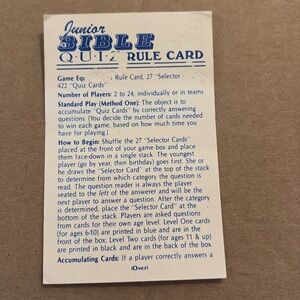 Junior
BIBLE
QUIZ RULE CARD
Game Equ Rule Card, 27 "Selector
422 "Quiz Cards"
Number of Players: 2 to 24, individually or in teams
Standard Play (Method One): The object is to
accumulate "Quiz Cards" by correctly answering
questions. (You decide the number of cards needed
to win each game, based on how much time you
have for playing.)
How to Begin: Shuffle the 27 "Selector Cards"
placed at the front of your game box and place
them face-down in a single stack. The youngest
player (go by year, then birthday) goes first. She or
he draws the "Selector Card" at the top of the stack
to determine from which category the question is
read. The question reader is always the player
seated to the left of the answerer and will be the
next player to answer a question. After the category
is determined, place the "Selector Card" at the
bottom of the stack. Players are asked questions
from cards for their own age level. Level One cards
(for ages 6-10) are printed in blue and are in the
front of the box. Level Two cards (for ages 11 & up)
are printed in black and are in the back of the box
Accumulating Cards: If a player correctly answers a
(Over)